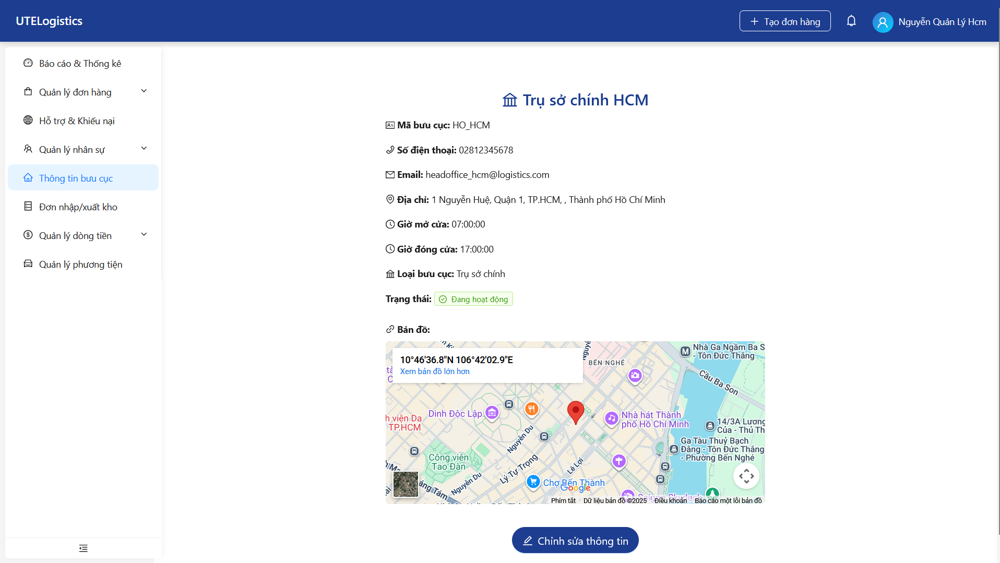 UTELogistics
Tạo đơn hàng
Nguyễn Quản Lý Hcm
Báo cáo & Thống kê
Quản lý đơn hàng
Hỗ trợ & Khiếu nại
Quản lý nhân sự
Thông tin bưu cục
Đơn nhập/xuất kho
Quản lý dòng tiền
Quản lý phương tiện
Trụ sở chính HCM
Mã bưu cục: HO_HCM
Số điện thoại: 02812345678
Email: headoffice_hcm@logistics.com
Địa chỉ: 1 Nguyễn Huệ, Quận 1, TP.HCM, , Thành phố Hồ Chí Minh
Giờ mở cửa: 07:00:00
Giờ đóng cửa: 17:00:00
Loại bưu cục: Trụ sở chính
Trạng thái: Đang hoạt động
Bản đồ:
10°46'36.8"N 106°42'02.9"E
Xem bản đồ lớn hơn
BẾN NGHÉ
Nhà Ga Ngầm Ba S
- Tôn Đức Thắng
Cầu Ba Son
Dinh Độc Lập
h viện Da
TP.HCM
Nhà hát Thành
phố Hồ Chí Minh
14/3A Lương
Của - Thủ Th
Ga Tàu Thuỷ Bạch
Đằng - Tôn Đức Thắng
- Phường Bến Nghé
Nguyễn Du
Công viên
Tao Đàn
Lý Tự Trọng
Lê Lợi
Nguyễn Du
Chợ Bến Thành
Google
Saigon Skydeck
Phím tắt
Dữ liệu bản đồ ©2025
Điều khoản
Báo cáo một lỗi bản đồ
Chỉnh sửa thông tin